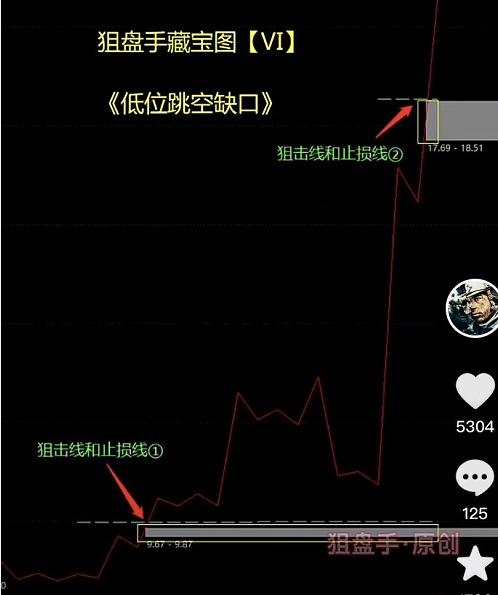 狙盘手藏宝图【VI】
《低位跳空缺口》
狙击线和止损线②
17.69 - 18.51
5304
狙击线和止损线①
125
9.67 - 9.87
狙盘手·原创
0